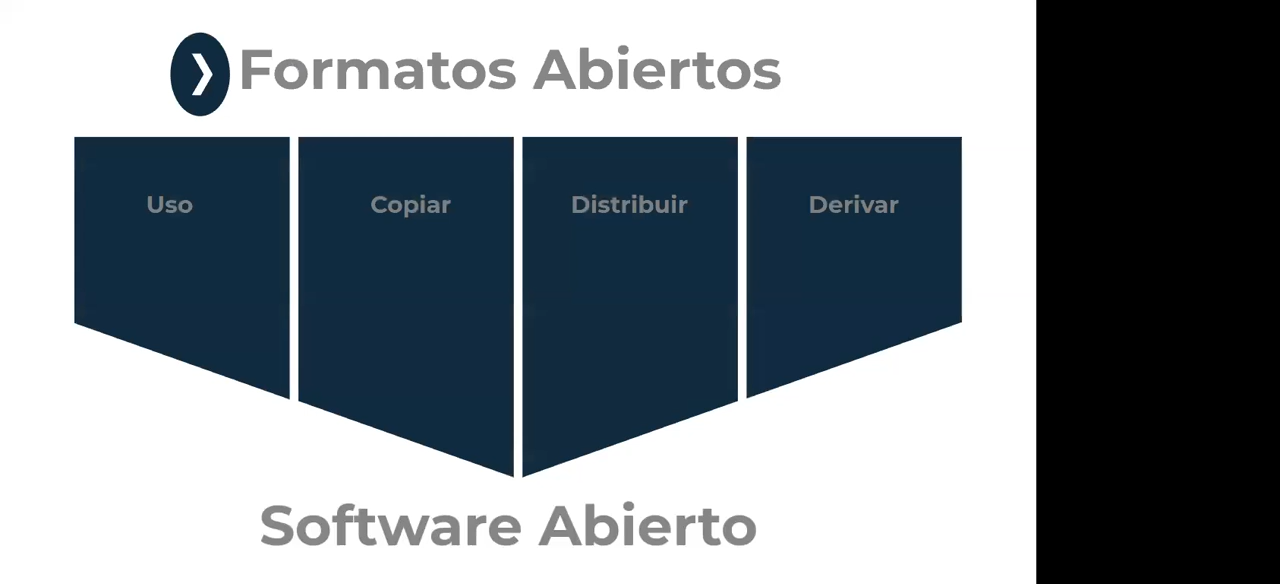 Formatos Abiertos
Uso
Copiar
Distribuir
Derivar
Software Abierto